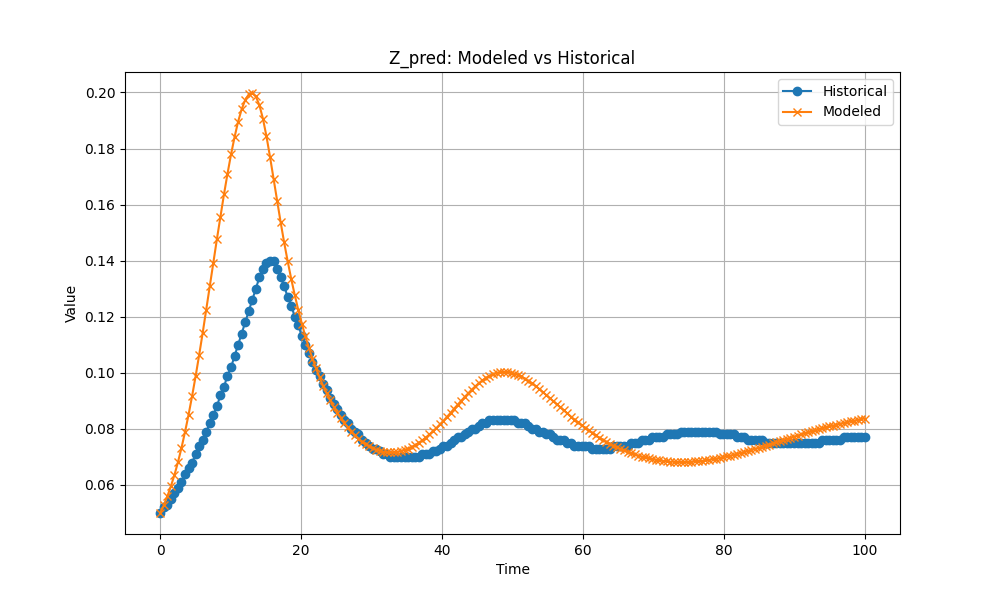 Z_pred: Modeled vs Historical
Historical
Modeled
Value
0.20
0.18
0.16
0.14
0.12
0.10
0.08
0.06
0 20 40 60 80 100
Time